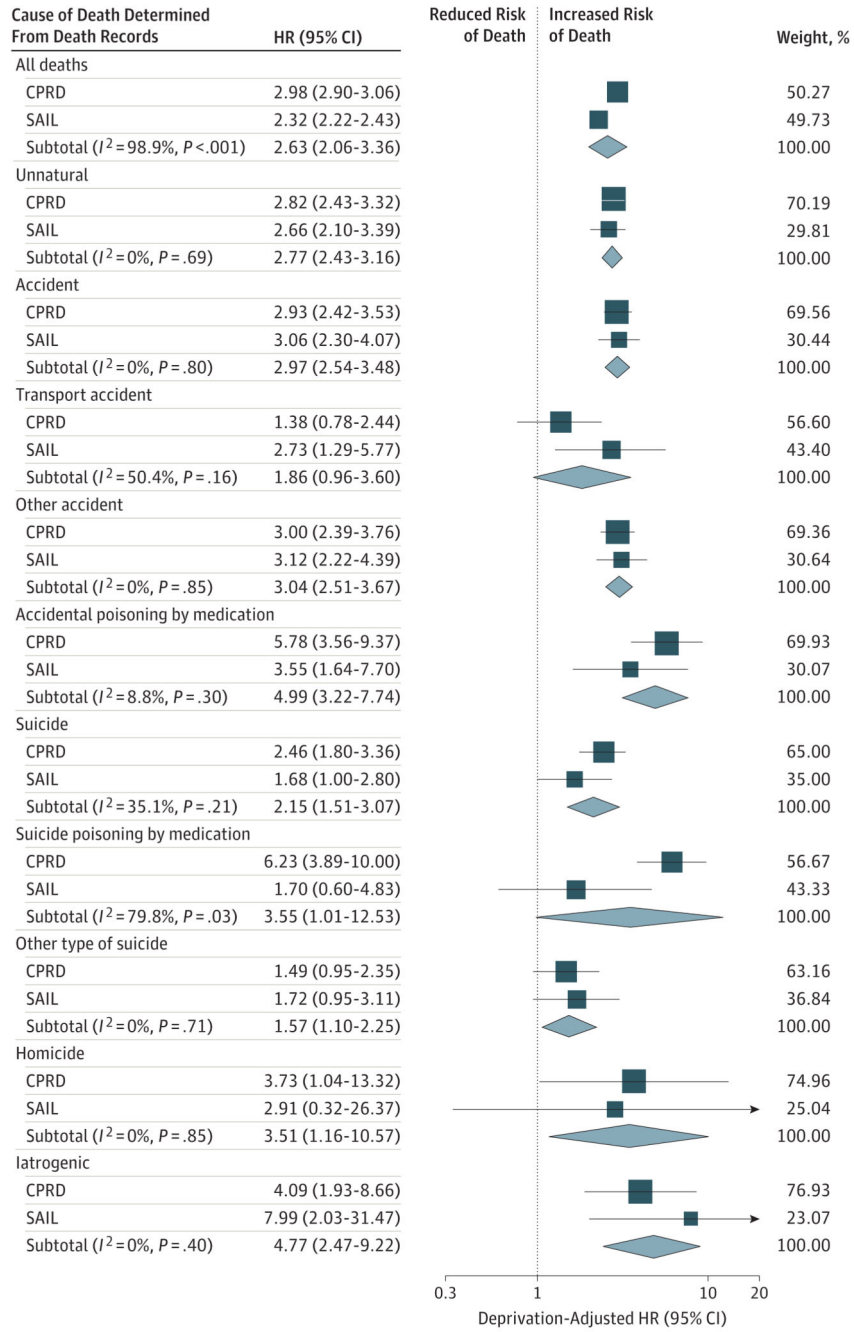 Cause of Death Determined From Death Records HR (95% CI) Reduced Risk of Death Increased Risk of Death Weight, %
All deaths
CPRD 2.98 (2.90-3.06) 50.27
SAIL 2.32 (2.22-2.43) 49.73
Subtotal (I² = 98.9%, P < .001) 2.63 (2.06-3.36) 100.00
Unnatural
CPRD 2.82 (2.43-3.32) 70.19
SAIL 2.66 (2.10-3.39) 29.81
Subtotal (I² = 0%, P = .69) 2.77 (2.43-3.16) 100.00
Accident
CPRD 2.93 (2.42-3.53) 69.56
SAIL 3.06 (2.30-4.07) 30.44
Subtotal (I² = 0%, P = .80) 2.97 (2.54-3.48) 100.00
Transport accident
CPRD 1.38 (0.78-2.44) 56.60
SAIL 2.73 (1.29-5.77) 43.40
Subtotal (I² = 50.4%, P = .16) 1.86 (0.96-3.60) 100.00
Other accident
CPRD 3.00 (2.39-3.76) 69.36
SAIL 3.12 (2.22-4.39) 30.64
Subtotal (I² = 0%, P = .85) 3.04 (2.51-3.67) 100.00
Accidental poisoning by medication
CPRD 5.78 (3.56-9.37) 69.93
SAIL 3.55 (1.64-7.70) 30.07
Subtotal (I² = 8.8%, P = .30) 4.99 (3.22-7.74) 100.00
Suicide
CPRD 2.46 (1.80-3.36) 65.00
SAIL 1.68 (1.00-2.80) 35.00
Subtotal (I² = 35.1%, P = .21) 2.15 (1.51-3.07) 100.00
Suicide poisoning by medication
CPRD 6.23 (3.89-10.00) 56.67
SAIL 1.70 (0.60-4.83) 43.33
Subtotal (I² = 79.8%, P = .03) 3.55 (1.01-12.53) 100.00
Other type of suicide
CPRD 1.49 (0.95-2.35) 63.16
SAIL 1.72 (0.95-3.11) 36.84
Subtotal (I² = 0%, P = .71) 1.57 (1.10-2.25) 100.00
Homicide
CPRD 3.73 (1.04-13.32) 74.96
SAIL 2.91 (0.32-26.37) 25.04
Subtotal (I² = 0%, P = .85) 3.51 (1.16-10.57) 100.00
Iatrogenic
CPRD 4.09 (1.93-8.66) 76.93
SAIL 7.99 (2.03-31.47) 23.07
Subtotal (I² = 0%, P = .40) 4.77 (2.47-9.22) 100.00
0.3 1 10 20
Deprivation-Adjusted HR (95% CI)